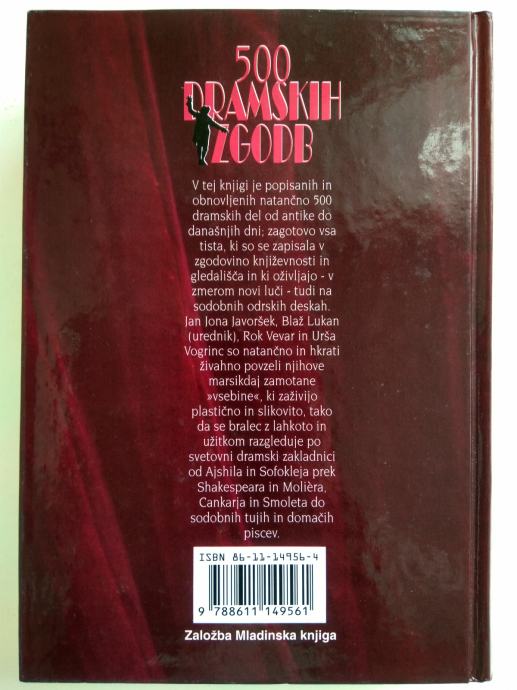 500
DRAMSKIH
ZGODB
V tej knjigi je popisanih in
obnovljenih natančno 500
dramskih del od antike do
današnjih dni; zagotovo vsa
tista, ki so se zapisala v
zgodovino književnosti in
gledališča in ki oživljajo - v
zmerom novi luči - tudi na
sodobnih odrskih deskah.
Jan Jona Javoršek, Blaž Lukan
(urednik), Rok Vevar in Urša
Vogrinc so natančno in hkrati
živahno povzeli njihove
marsikdaj zamotane
»vsebine«, ki zaživijo
plastično in slikovito, tako
da se bralec z lahkoto in
užitkom razgleduje po
svetovni dramski zakladnici
od Ajshila in Sofokleja prek
Shakespeara in Molièra,
Cankarja in Smoleta do
sodobnih tujih in domačih
piscev.
ISBN 86-11-14956-4
9 788611 149561
Založba Mladinska knjiga